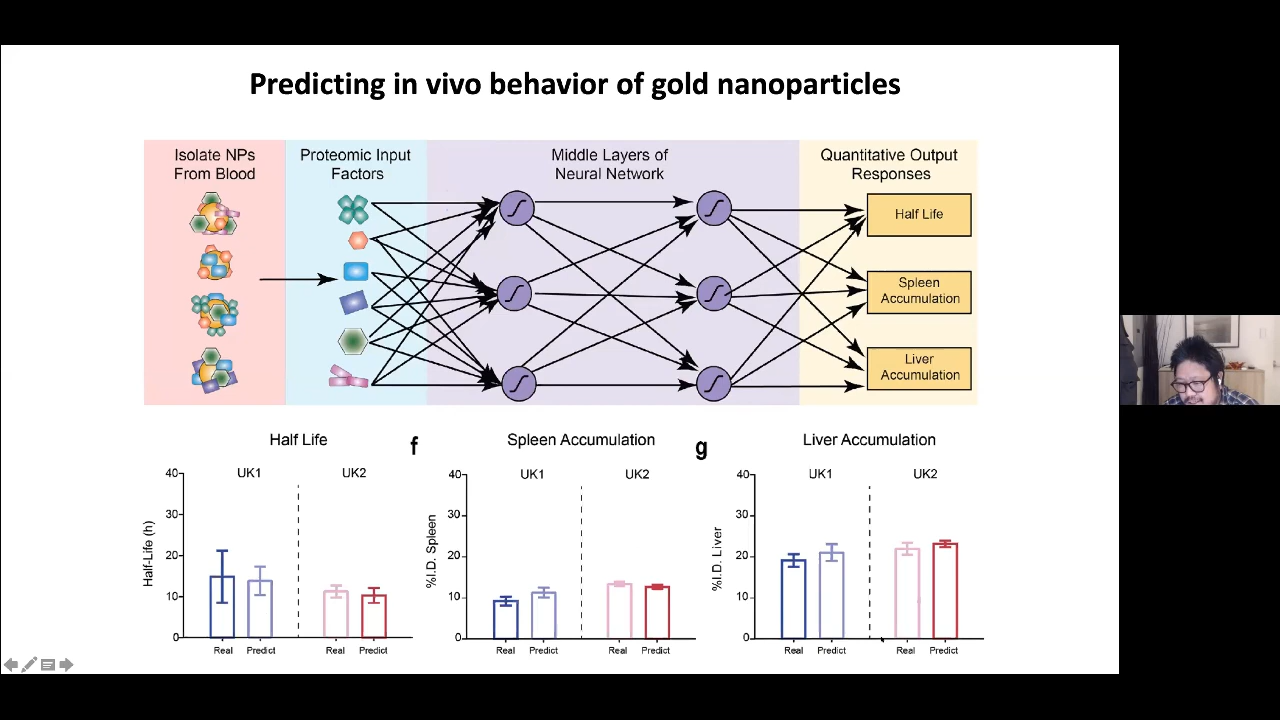 Predicting in vivo behavior of gold nanoparticles
Isolate NPs
From Blood
Proteomic Input
Factors
Middle Layers of
Neural Network
Quantitative Output
Responses
Half Life
Spleen
Accumulation
Liver
Accumulation
Half Life
UK1
UK2
Half-Life (h)
40
30
20
10
0
Real
Predict
Real
Predict
f
Spleen Accumulation
UK1
UK2
%I.D. Spleen
40
30
20
10
0
Real
Predict
Real
Predict
g
Liver Accumulation
UK1
UK2
%I.D. Liver
40
30
20
10
0
Real
Predict
Real
Predict